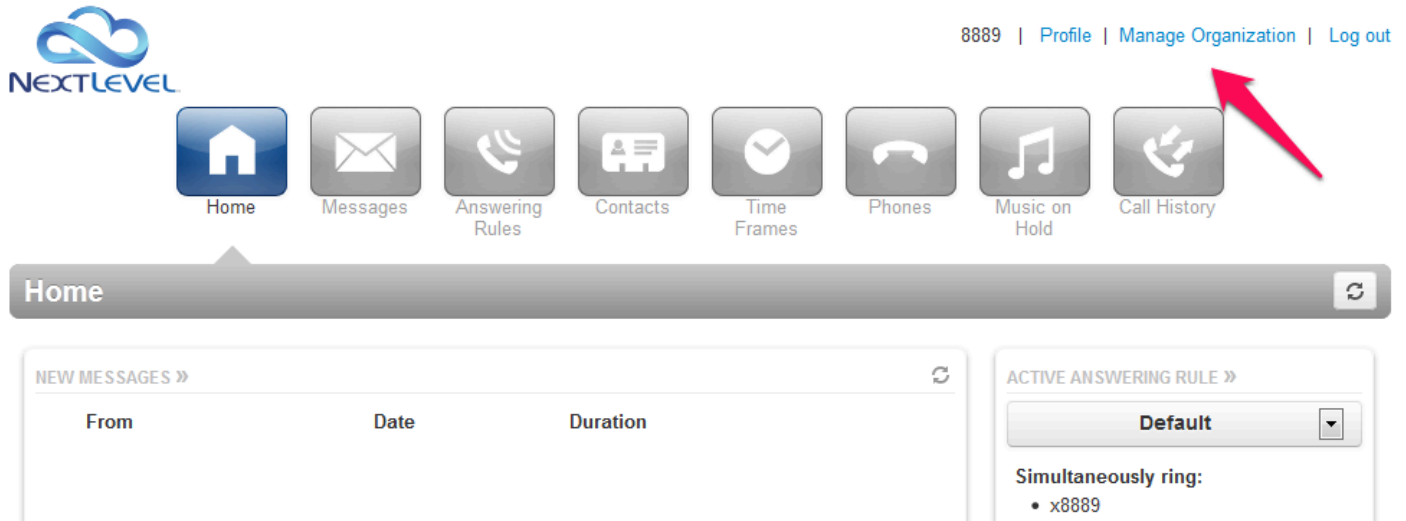 8889 | Profile | Manage Organization | Log out
NEXTLEVEL
Home
Messages
Answering
Rules
Contacts
Time
Frames
Phones
Music on
Hold
Call History
Home
NEW MESSAGES »
From Date Duration
ACTIVE ANSWERING RULE »
Default
Simultaneously ring:
• x8889